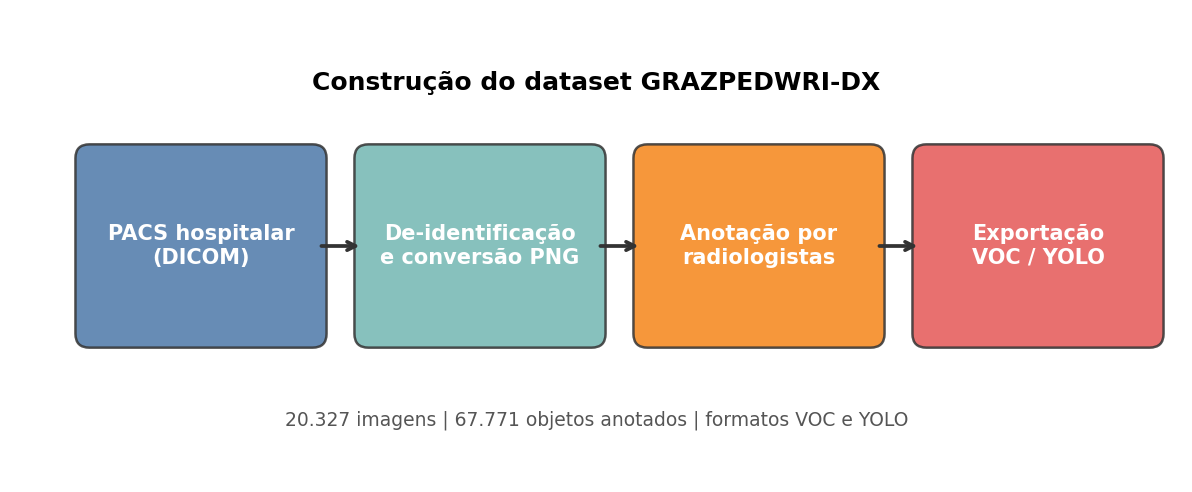 Construção do dataset GRAZPEDWRI-DX
PACS hospitalar
(DICOM)
De-identificação
e conversão PNG
Anotação por
radiologistas
Exportação
VOC / YOLO
20.327 imagens | 67.771 objetos anotados | formatos VOC e YOLO